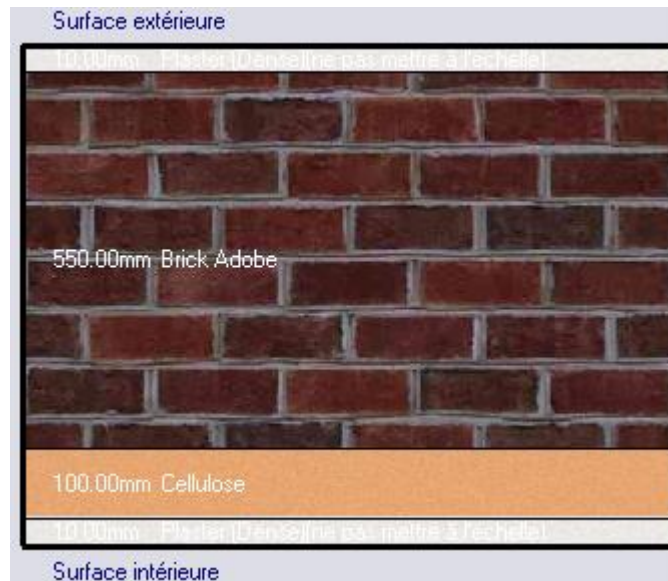 Surface extérieure
10.00mm Plaster (Dense)(ne pas mettre à l'échelle)
550.00mm Brick Adobe
100.00mm Cellulose
10.00mm Plaster (Dense)(ne pas mettre à l'échelle)
Surface intérieure